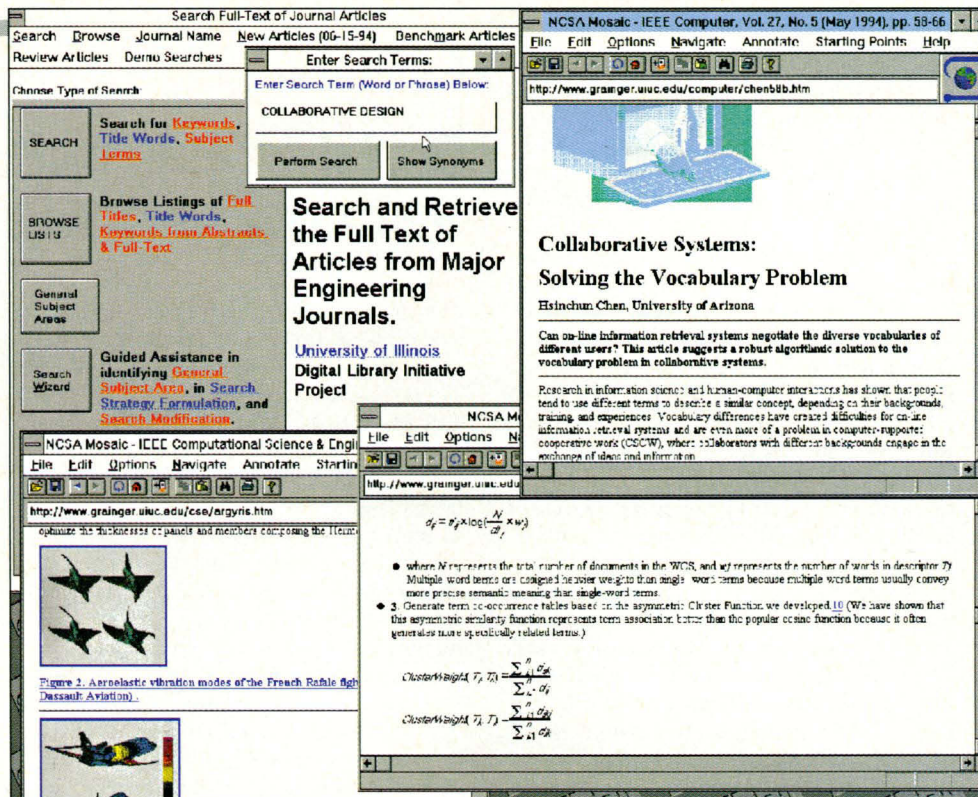 Search Full-Text of Journal Articles
Search Browse Journal Name New Articles (06-15-94) Benchmark Articles
Review Articles Demo Searches
Choose Type of Search:
SEARCH
Search for Keywords,
Title Words, Subject
Terms
BROWSE
LISTS
Browse Listings of Full
Titles, Title Words,
Keywords from Abstracts
& Full-Text
General
Subject
Areas
Search
Wizard
Guided Assistance in
identifying General
Subject Area, in Search
Strategy Formulation, and
Search Modification.
Enter Search Terms:
Enter Search Term (Word or Phrase) Below:
COLLABORATIVE DESIGN
Perform Search Show Synonyms
Search and Retrieve
the Full Text of
Articles from Major
Engineering
Journals.
University of Illinois
Digital Library Initiative
Project
NCSA Mosaic - IEEE Computer, Vol. 27, No. 5 (May 1994), pp. 58-66
File Edit Options Navigate Annotate Starting Points Help
http://www.grainger.uiuc.edu/computer/chen58b.htm
Collaborative Systems:
Solving the Vocabulary Problem
Hsinchun Chen, University of Arizona
Can on-line information retrieval systems negotiate the diverse vocabularies of
different users? This article suggests a robust algorithmic solution to the
vocabulary problem in collaborative systems.
Research in information science and human-computer interactions has shown that people
tend to use different terms to describe a similar concept, depending on their backgrounds,
training, and experiences. Vocabulary differences have created difficulties for on-line
information retrieval systems and are even more of a problem in computer-supported
cooperative work (CSCW), where collaborators with different backgrounds engage in the
exchange of ideas and information
NCSA Mosaic - IEEE Computational Science & Engi
File Edit Options Navigate Annotate Startin
http://www.grainger.uiuc.edu/cse/argyris.htm
optimize the thicknesses of panels and members composing the Herme
Figure 2. Aeroelastic vibration modes of the French Rafale figh
Dassault Aviation).
NCSA M
File Edit Options N
http://www.grainger.uiuc.edu
where N represents the total number of documents in the WCS, and wj represents the number of words in descriptor Tj
Multiple word terms are assigned heavier weights than single-word terms because multiple word terms usually convey
more precise semantic meaning than single-word terms.
3. Generate term co-occurrence tables based on the asymmetric Cluster Function we developed.10 (We have shown that
this asymmetric similarity function represents term association better than the popular cosine function because it often
generates more specifically related terms.)